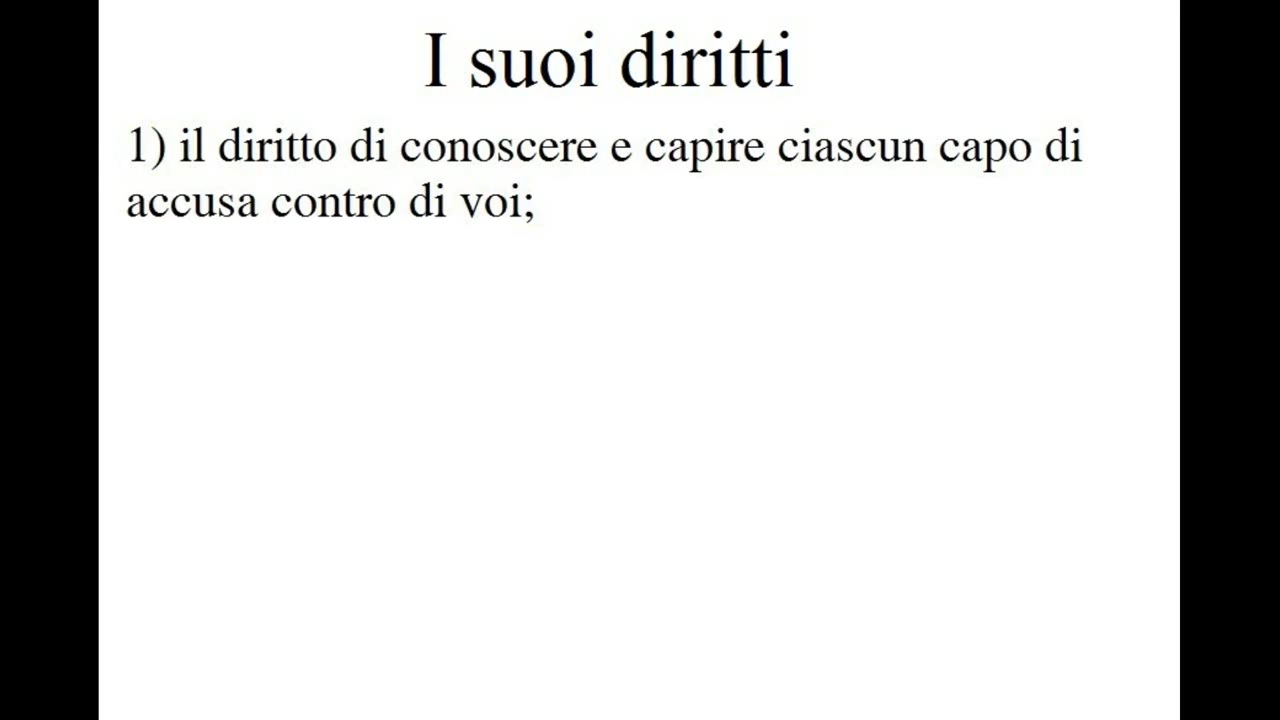 I suoi diritti
1) il diritto di conoscere e capire ciascun capo di
accusa contro di voi;